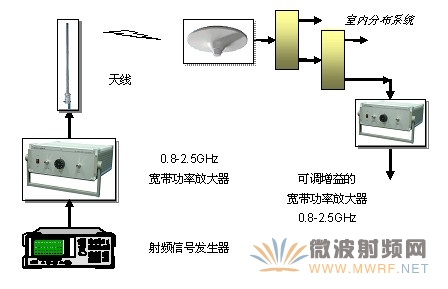 室内分布系统
天线
0.8-2.5GHz
宽带功率放大器
可调增益的
宽带功率放大器
0.8-2.5GHz
射频信号发生器
微波射频网
WWW.MWRF.NET